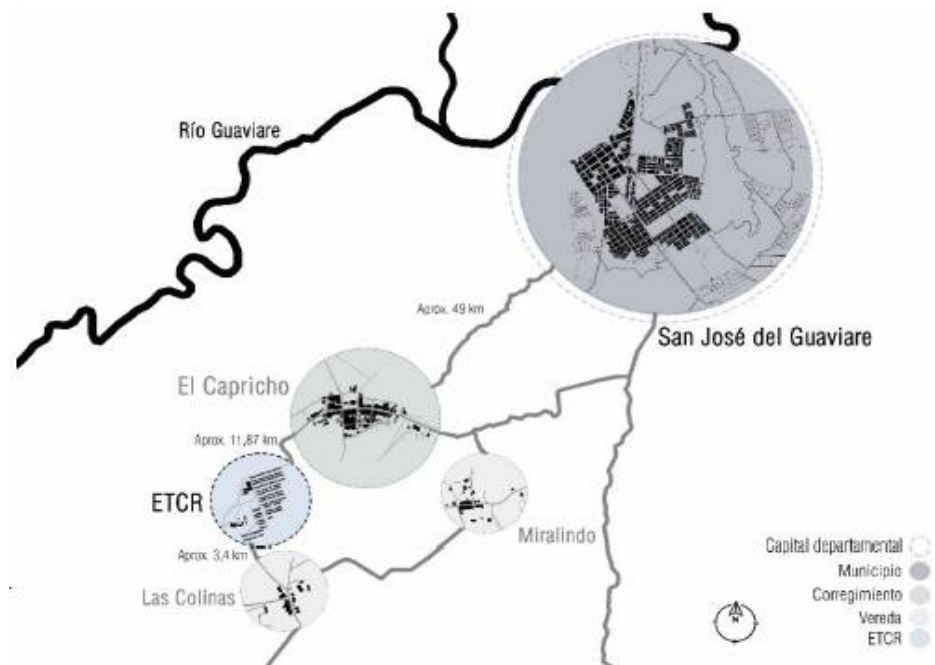 Río Guaviare
Aprox. 49 km
San José del Guaviare
El Capricho
Aprox. 11,87 km
ETCR
Miralindo
Aprox. 3,4 km
Las Colinas
Capital departamental
Municipio
Corregimiento
Vereda
ETCR
N